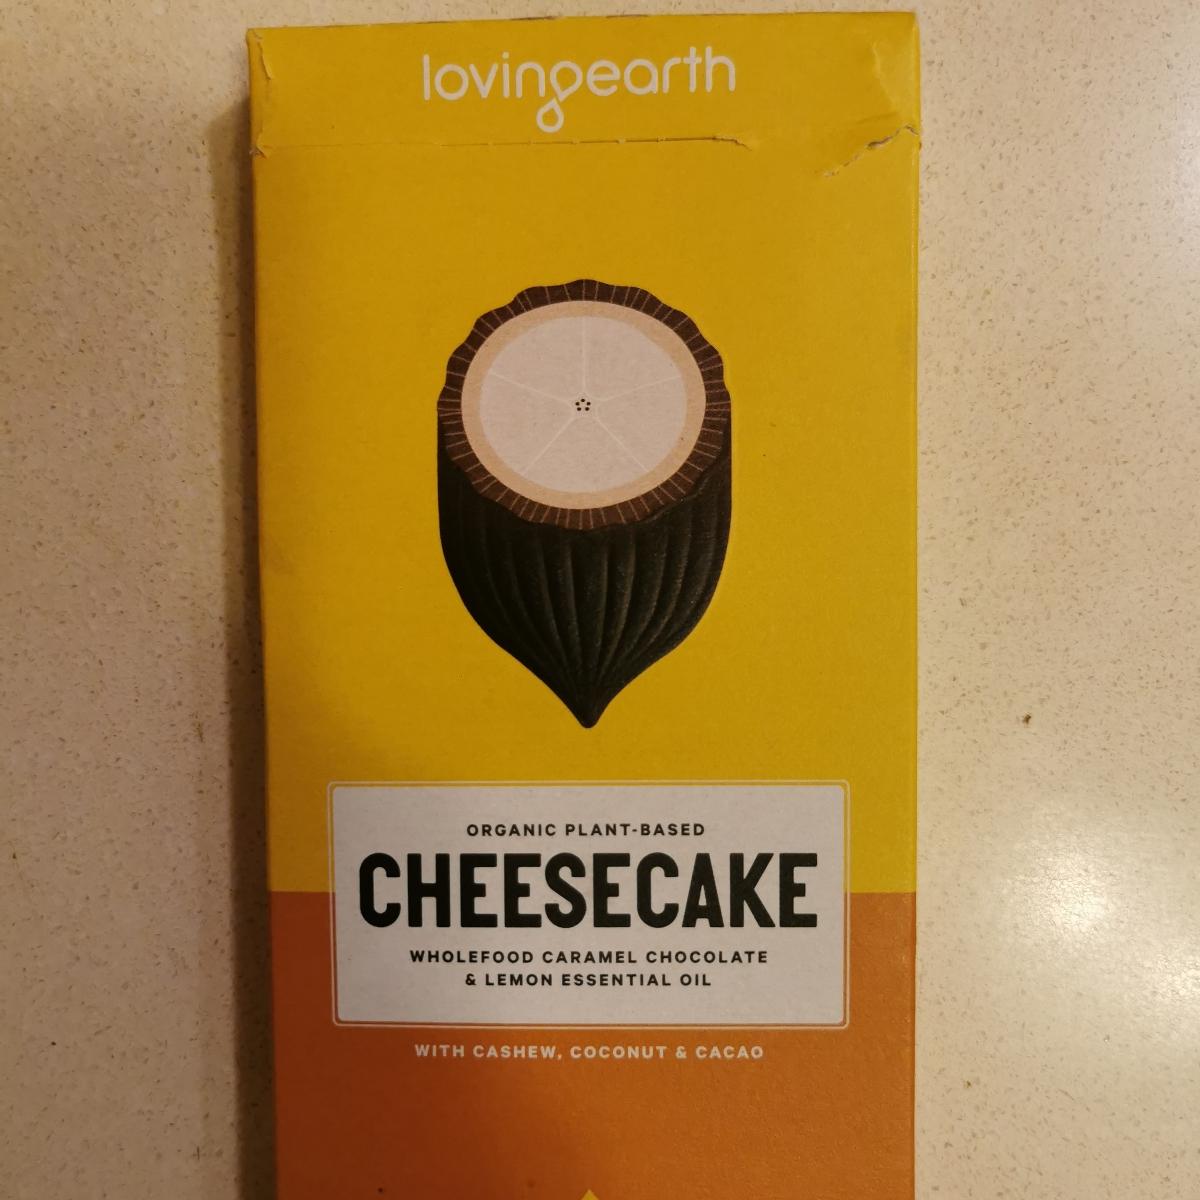 lovingearth
ORGANIC PLANT-BASED
CHEESECAKE
WHOLEFOOD CARAMEL CHOCOLATE
& LEMON ESSENTIAL OIL
WITH CASHEW, COCONUT & CACAO